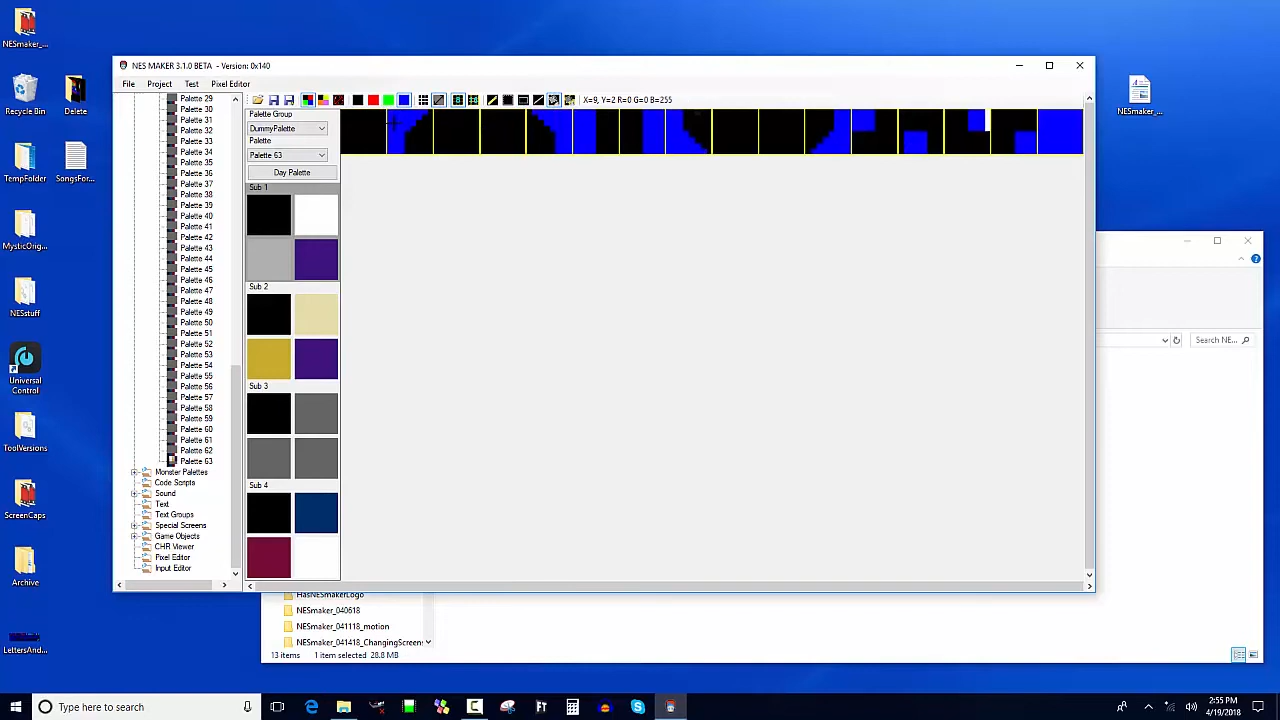 NESmaker_...
Recycle Bin
Delete
TempFolder
SongsFor...
MysticOrig...
NESstuff
Universal
Control
ToolVersions
ScreenCaps
Archive
LettersAnd...
NESmaker_...
NES MAKER 3.1.0 BETA - Version: 0x140
File
Project
Test
Pixel Editor
X=9, Y=2 R=0 G=0 B=255
Palette 29
Palette 30
Palette 31
Palette 32
Palette 33
Palette 34
Palette 35
Palette 36
Palette 37
Palette 38
Palette 39
Palette 40
Palette 41
Palette 42
Palette 43
Palette 44
Palette 45
Palette 46
Palette 47
Palette 48
Palette 49
Palette 50
Palette 51
Palette 52
Palette 53
Palette 54
Palette 55
Palette 56
Palette 57
Palette 58
Palette 59
Palette 60
Palette 61
Palette 62
Palette 63
Monster Palettes
Code Scripts
Sound
Text
Text Groups
Special Screens
Game Objects
CHR Viewer
Pixel Editor
Input Editor
Palette Group
DummyPalette
Palette
Palette 63
Day Palette
Sub 1
Sub 2
Sub 3
Sub 4
Search NE...
HasNESmakerLogo
NESmaker_040618
NESmaker_041118_motion
NESmaker_041418_ChangingScreen
13 items
1 item selected 28.8 MB
Type here to search
2:55 PM
4/19/2018